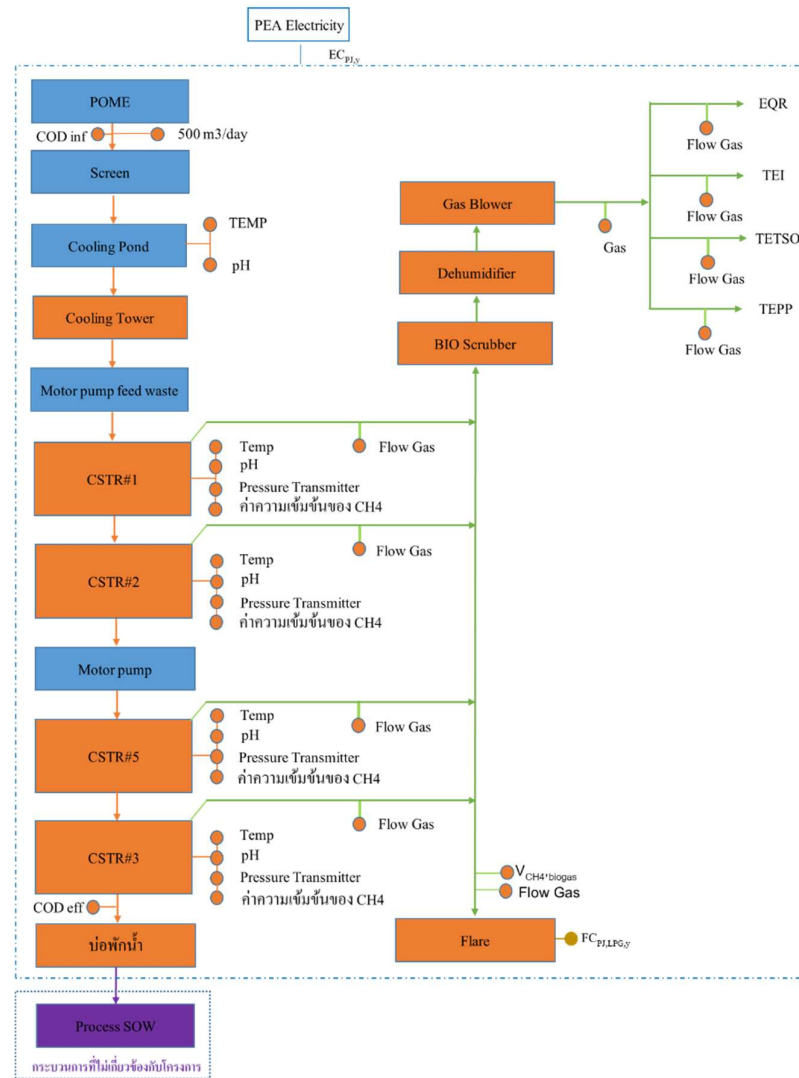 PEA Electricity
EC_PJ,y
POME
COD inf
500 m3/day
Screen
Cooling Pond
TEMP
pH
Cooling Tower
Motor pump feed waste
CSTR#1
Temp
pH
Pressure Transmitter
ค่าความเข้มข้นของ CH4
Flow Gas
CSTR#2
Temp
pH
Pressure Transmitter
ค่าความเข้มข้นของ CH4
Flow Gas
Motor pump
CSTR#5
Temp
pH
Pressure Transmitter
ค่าความเข้มข้นของ CH4
Flow Gas
CSTR#3
Temp
pH
Pressure Transmitter
ค่าความเข้มข้นของ CH4
Flow Gas
COD eff
บ่อพักน้ำ
Process SOW
กระบวนการที่ไม่เกี่ยวข้องกับโครงการ
Gas Blower
Dehumidifier
BIO Scrubber
Gas
EQR
Flow Gas
TEI
Flow Gas
TETSO
Flow Gas
TEPP
Flow Gas
V_CH4,biogas
Flow Gas
Flare
FC_PJ,LPG,y